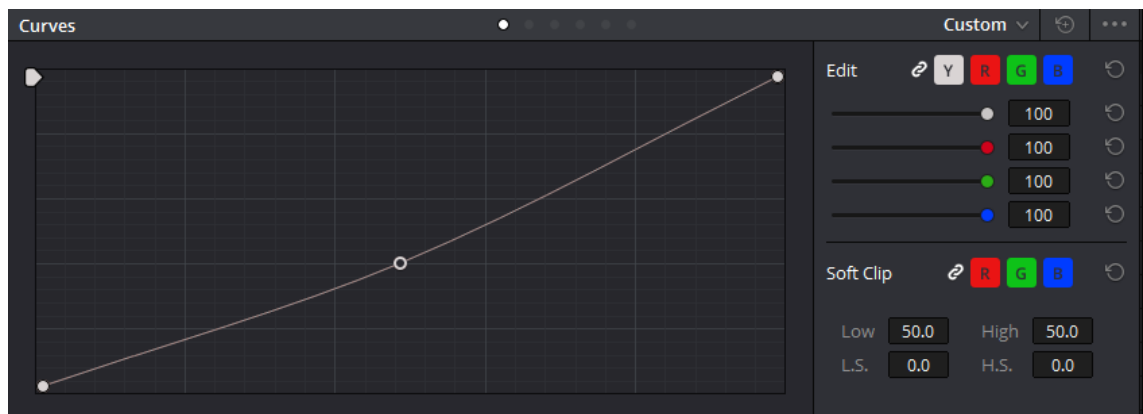 Curves
Custom
Edit Y R G B
100
100
100
100
Soft Clip R G B
Low 50.0 High 50.0
L.S. 0.0 H.S. 0.0